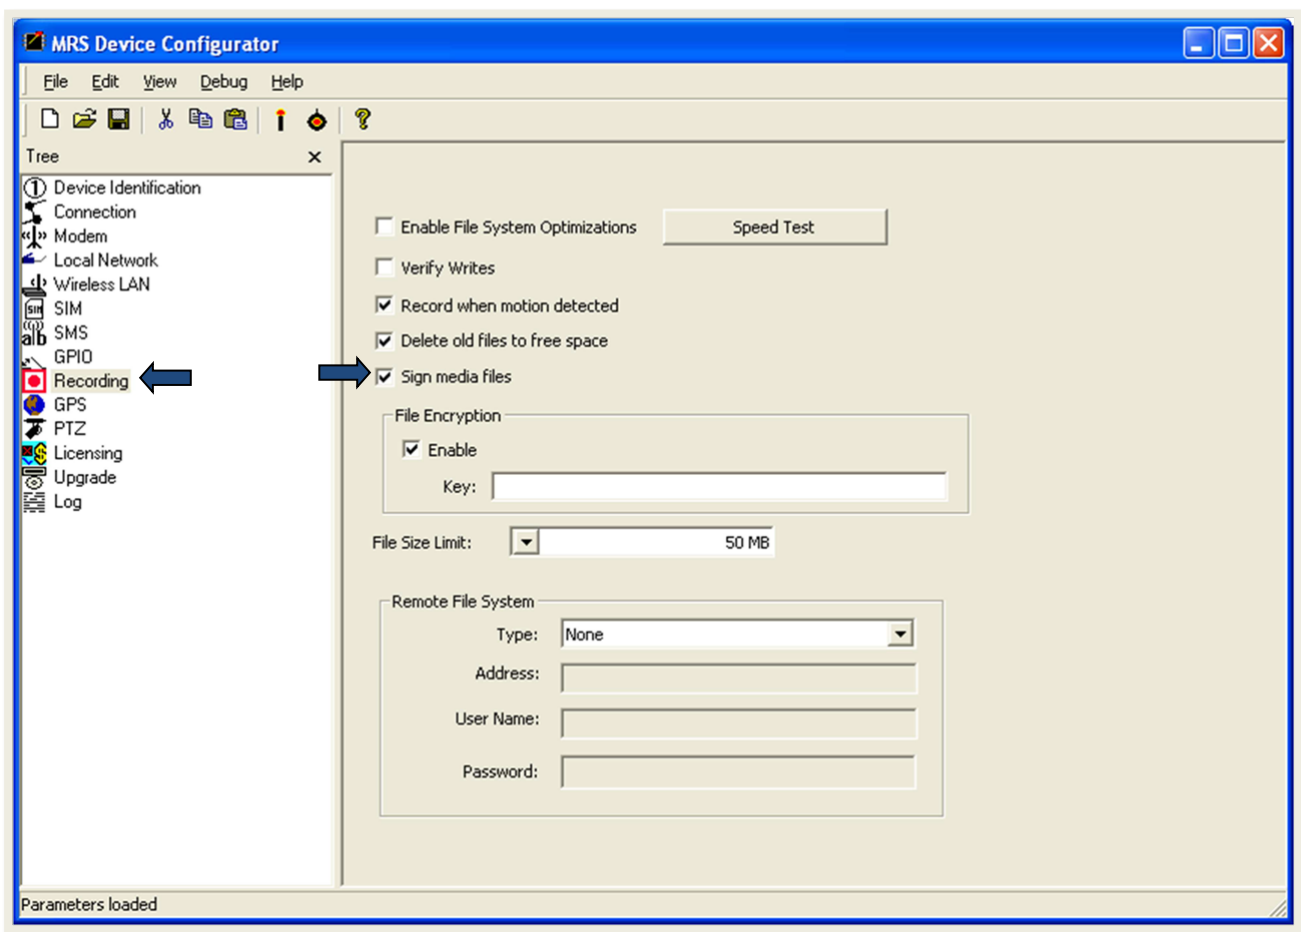 MRS Device Configurator
File Edit View Debug Help
Tree
Device Identification
Connection
Modem
Local Network
Wireless LAN
SIM
SMS
GPIO
Recording
GPS
PTZ
Licensing
Upgrade
Log
Enable File System Optimizations
Speed Test
Verify Writes
Record when motion detected
Delete old files to free space
Sign media files
File Encryption
Enable
Key:
File Size Limit: 50 MB
Remote File System
Type: None
Address:
User Name:
Password:
Parameters loaded